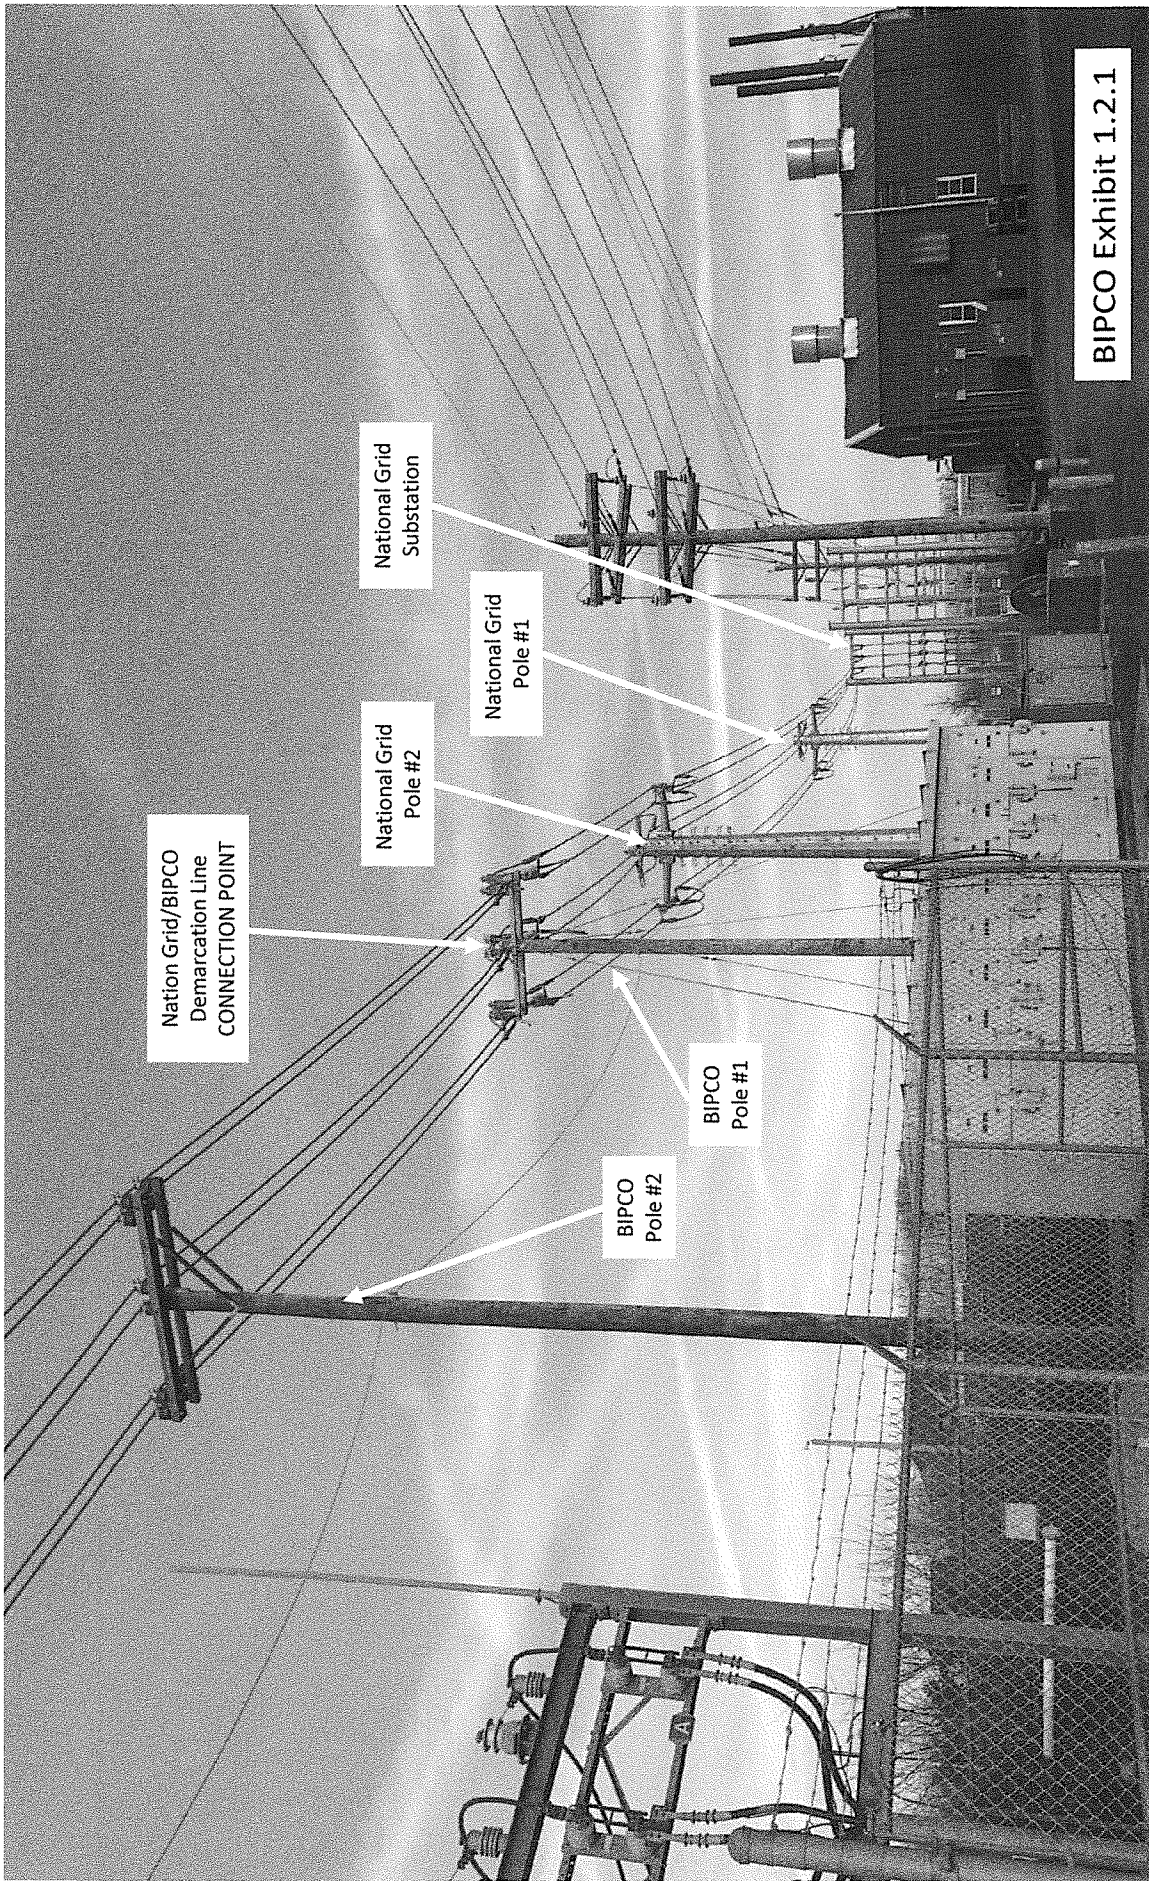 Nation Grid/BIPCO
Demarcation Line
CONNECTION POINT
National Grid
Pole #2
National Grid
Pole #1
National Grid
Substation
BIPCO
Pole #2
BIPCO
Pole #1
A
BIPCO Exhibit 1.2.1